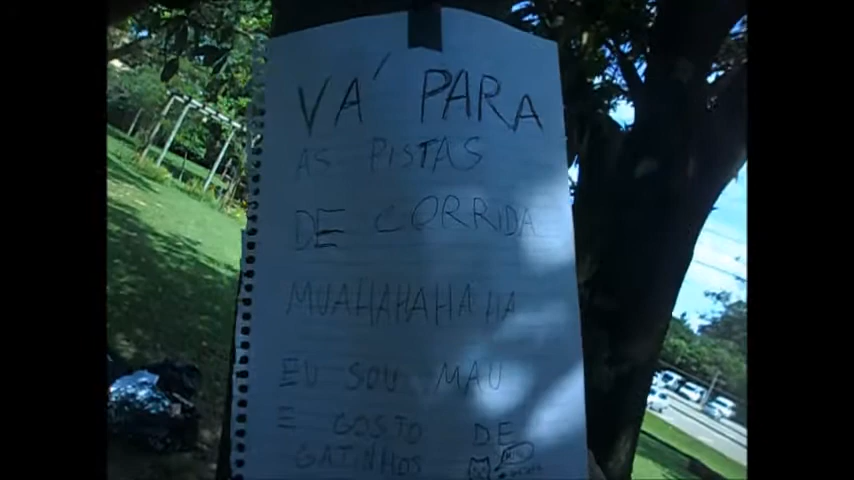 VÁ PARA
AS PISTAS
DE CORRIDA
MUAHAHAHAHA
EU SOU MAU
E GOSTO DE
GATINHOS